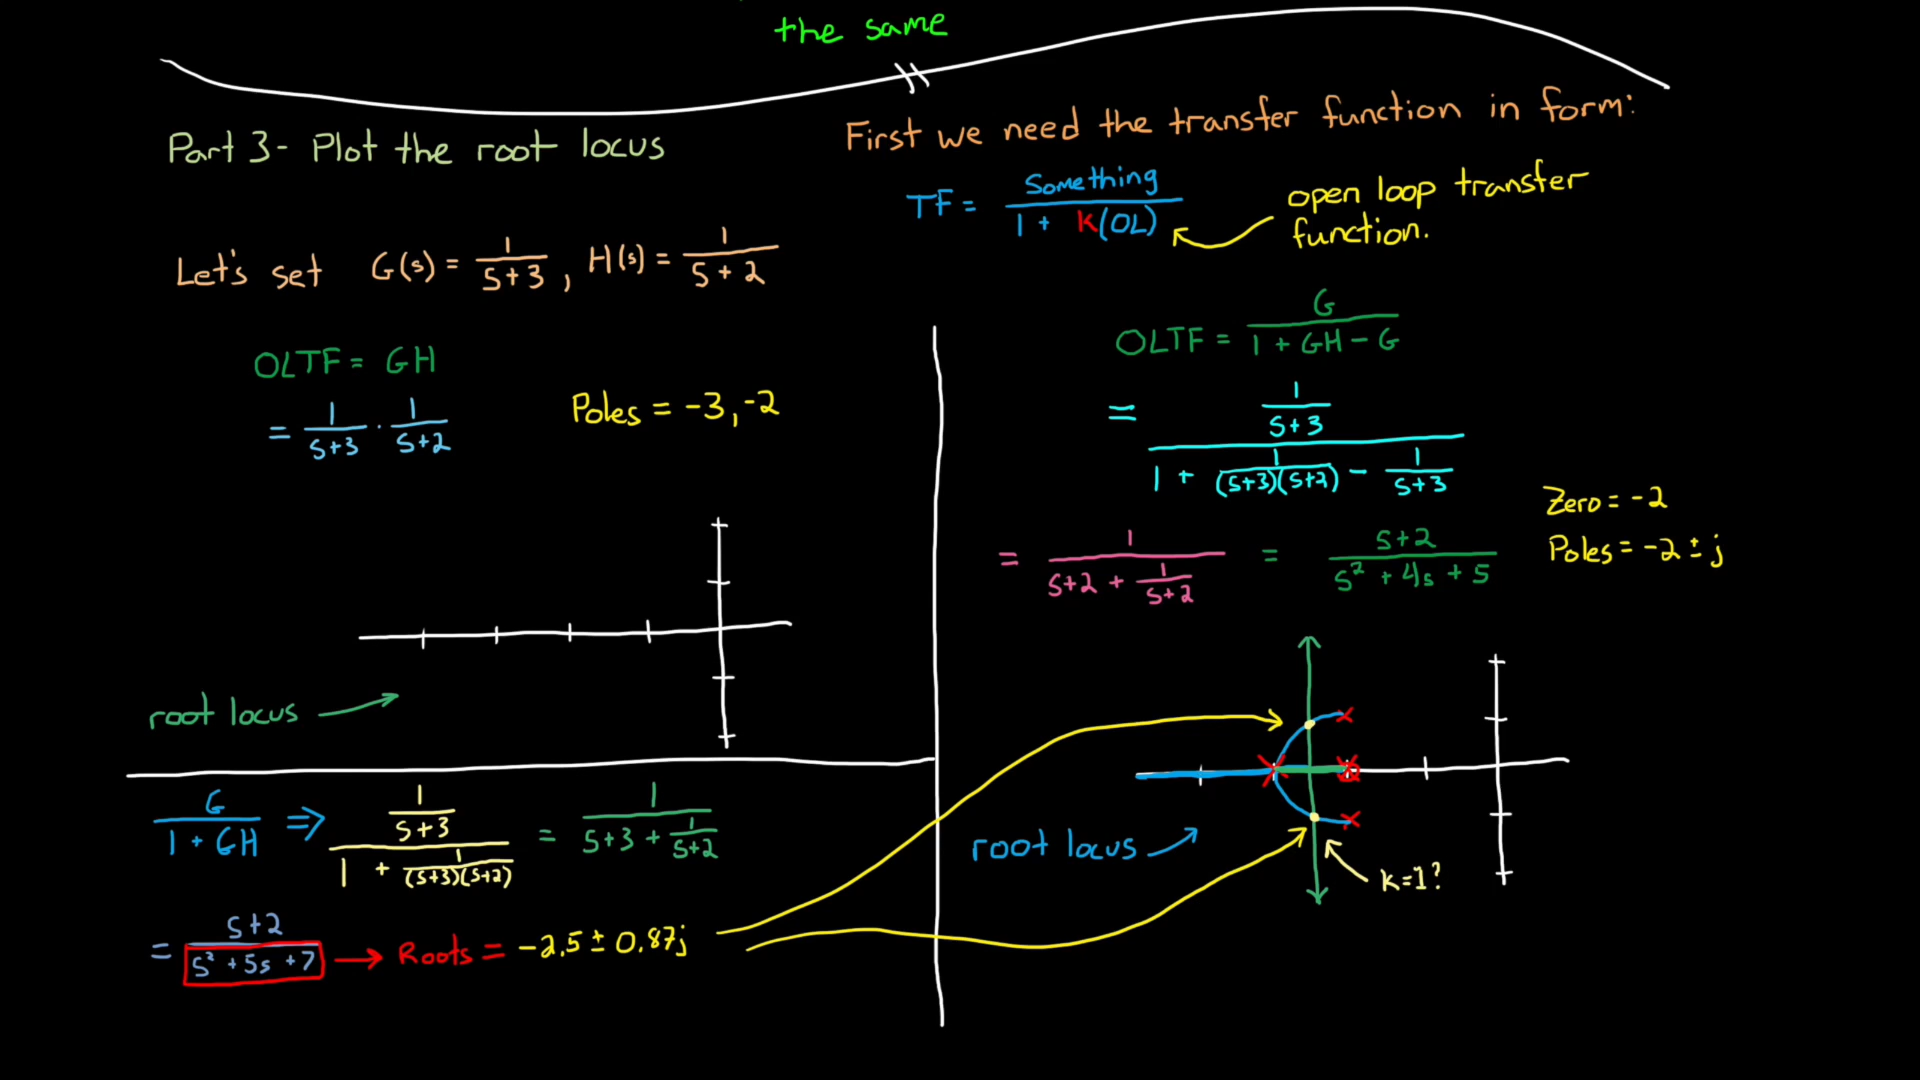 the same
Part 3 - Plot the root locus
Let's set G(s) = 1/(s+3), H(s) = 1/(s+2)
OLTF = GH
= 1/(s+3) · 1/(s+2)
Poles = -3, -2
root locus
G/(1 + GH) ⇒ (1/(s+3))/(1 + 1/((s+3)(s+2))) = 1/(s+3 + 1/(s+2))
= (s+2)/(s² + 5s + 7) → Roots = -2.5 ± 0.87j
First we need the transfer function in form:
TF = Something/(1 + K(OL))
open loop transfer
function.
OLTF = G/(1 + GH - G)
= (1/(s+3))/(1 + 1/((s+3)(s+2)) - 1/(s+3))
= 1/(s+2 + 1/(s+2)) = (s+2)/(s² + 4s + 5)
Zero = -2
Poles = -2 ± j
root locus
k=1?